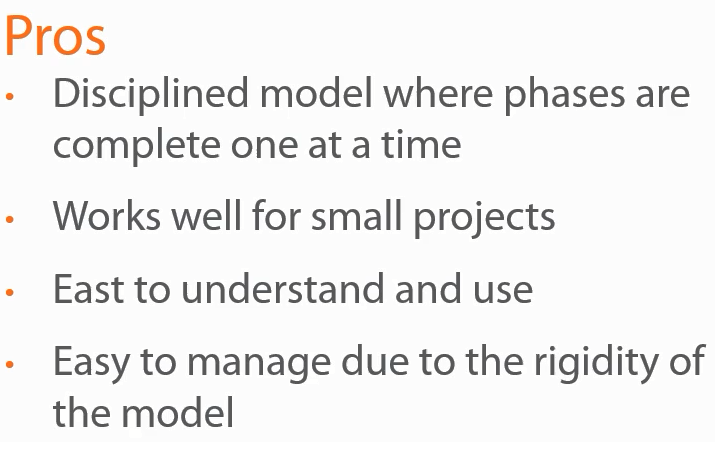 Pros
• Disciplined model where phases are
complete one at a time
• Works well for small projects
• East to understand and use
• Easy to manage due to the rigidity of
the model